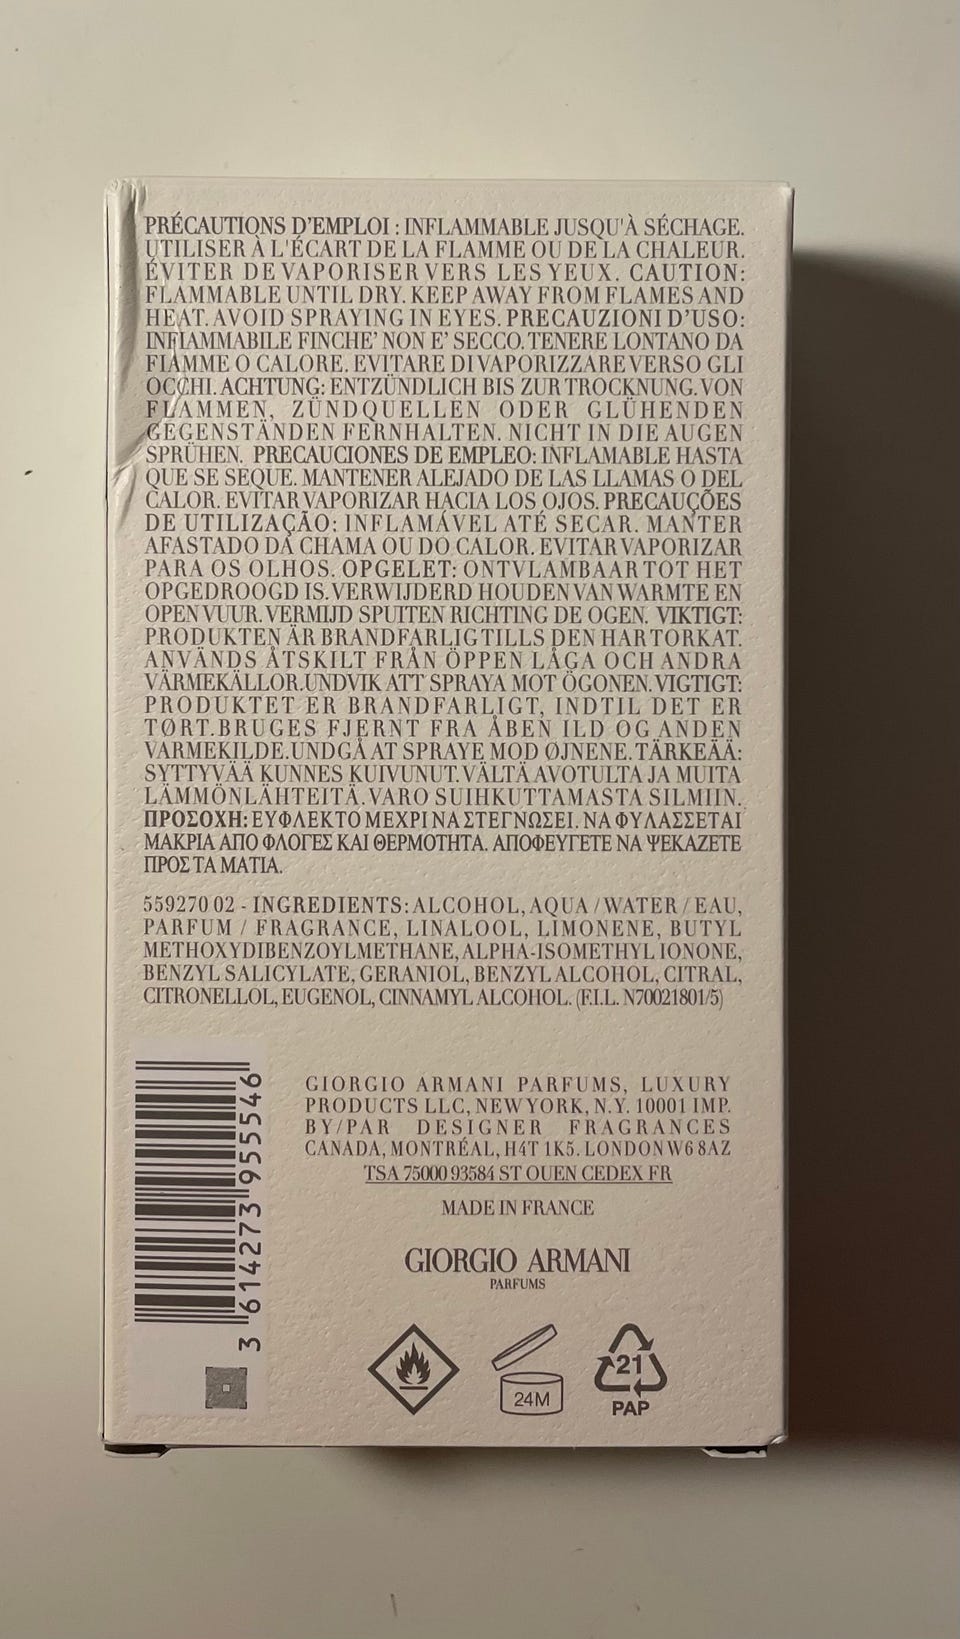 PRÉCAUTIONS D'EMPLOI : INFLAMMABLE JUSQU'À SÉCHAGE.
UTILISER À L'ÉCART DE LA FLAMME OU DE LA CHALEUR.
ÉVITER DE VAPORISER VERS LES YEUX. CAUTION:
FLAMMABLE UNTIL DRY. KEEP AWAY FROM FLAMES AND
HEAT. AVOID SPRAYING IN EYES. PRECAUZIONI D'USO:
INFIAMMABILE FINCHE' NON E' SECCO. TENERE LONTANO DA
FIAMME O CALORE. EVITARE DI VAPORIZZARE VERSO GLI
OCCHI. ACHTUNG: ENTZÜNDLICH BIS ZUR TROCKNUNG. VON
FLAMMEN, ZÜNDQUELLEN ODER GLÜHENDEN
GEGENSTÄNDEN FERNHALTEN. NICHT IN DIE AUGEN
SPRÜHEN. PRECAUCIONES DE EMPLEO: INFLAMABLE HASTA
QUE SE SEQUE. MANTENER ALEJADO DE LAS LLAMAS O DEL
CALOR. EVITAR VAPORIZAR HACIA LOS OJOS. PRECAUÇÕES
DE UTILIZAÇÃO: INFLAMÁVEL ATÉ SECAR. MANTER
AFASTADO DA CHAMA OU DO CALOR. EVITAR VAPORIZAR
PARA OS OLHOS. OPGELET: ONTVLAMBAAR TOT HET
OPGEDROOGD IS. VERWIJDERD HOUDEN VAN WARMTE EN
OPEN VUUR. VERMIJD SPUITEN RICHTING DE OGEN. VIKTIGT:
PRODUKTEN ÄR BRANDFARLIG TILLS DEN HAR TORKAT.
ANVÄNDS ÅTSKILT FRÅN ÖPPEN LÅGA OCH ANDRA
VÄRMEKÄLLOR. UNDVIK ATT SPRAYA MOT ÖGONEN. VIGTIGT:
PRODUKTET ER BRANDFARLIGT, INDTIL DET ER
TØRT. BRUGES FJERNT FRA ÅBEN ILD OG ANDEN
VARMEKILDE. UNDGÅ AT SPRAYE MOD ØJNENE. TÄRKEÄÄ:
SYTTYVÄÄ KUNNES KUIVUNUT. VÄLTÄ AVOTULTA JA MUITA
LÄMMÖNLÄHTEITÄ. VARO SUIHKUTTAMASTA SILMIIN.
ΠΡΟΣΟΧΗ: ΕΥΦΛΕΚΤΟ ΜΕΧΡΙ ΝΑ ΣΤΕΓΝΩΣΕΙ. ΝΑ ΦΥΛΑΣΣΕΤΑΙ
ΜΑΚΡΙΑ ΑΠΟ ΦΛΟΓΕΣ ΚΑΙ ΘΕΡΜΟΤΗΤΑ. ΑΠΟΦΕΥΓΕΤΕ ΝΑ ΨΕΚΑΖΕΤΕ
ΠΡΟΣ ΤΑ ΜΑΤΙΑ.
559270 02 - INGREDIENTS: ALCOHOL, AQUA / WATER / EAU,
PARFUM / FRAGRANCE, LINALOOL, LIMONENE, BUTYL
METHOXYDIBENZOYLMETHANE, ALPHA-ISOMETHYL IONONE,
BENZYL SALICYLATE, GERANIOL, BENZYL ALCOHOL, CITRAL,
CITRONELLOL, EUGENOL, CINNAMYL ALCOHOL. (F.I.L. N70021801/5)
GIORGIO ARMANI PARFUMS, LUXURY
PRODUCTS LLC, NEW YORK, N.Y. 10001 IMP.
BY/PAR DESIGNER FRAGRANCES
CANADA, MONTRÉAL, H4T 1K5. LONDON W6 8AZ
TSA 75000 93584 ST OUEN CEDEX FR
MADE IN FRANCE
GIORGIO ARMANI
PARFUMS
3 614273 955546
24M
21
PAP